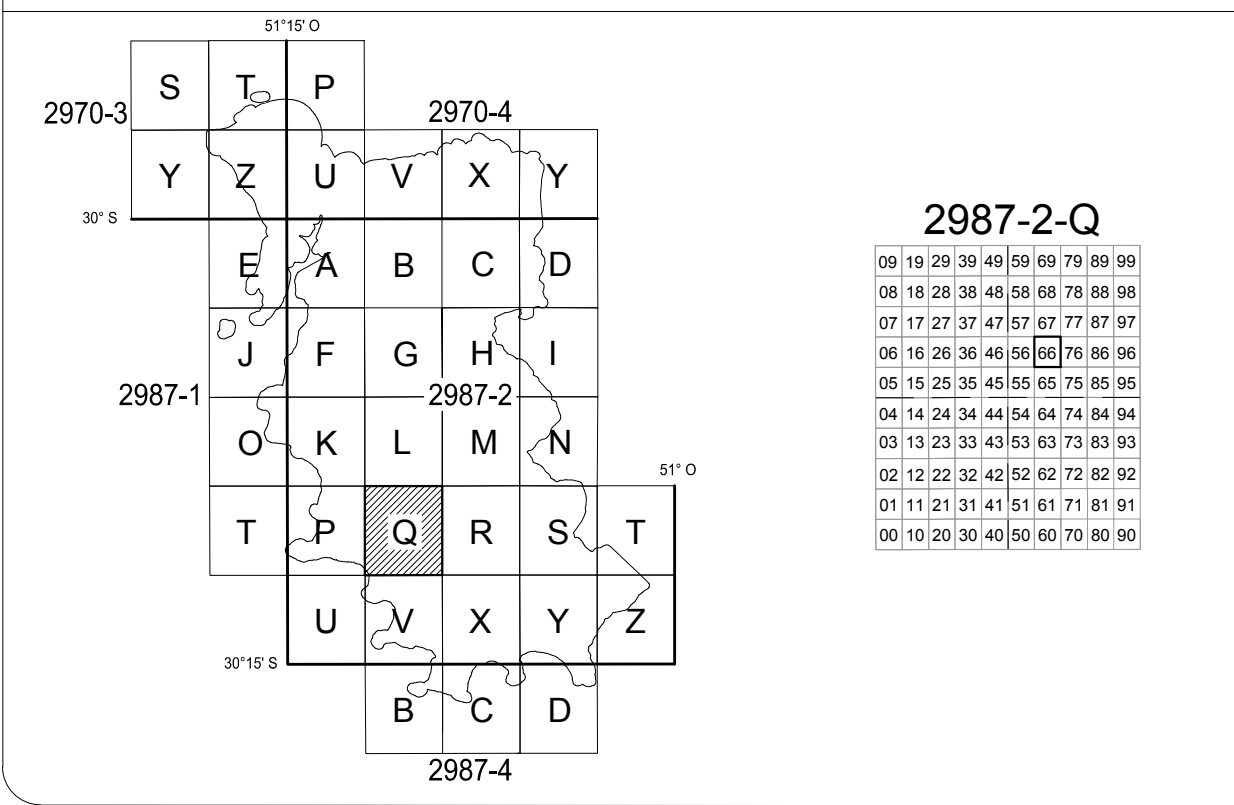 51°15' O
S T P
2970-3 2970-4
Y Z U V X Y
30° S
E A B C D
J F G H I
2987-1 2987-2
O K L M N
51° O
T P Q R S T
U V X Y Z
30°15' S
B C D
2987-4
2987-2-Q
09 19 29 39 49 59 69 79 89 99
08 18 28 38 48 58 68 78 88 98
07 17 27 37 47 57 67 77 87 97
06 16 26 36 46 56 66 76 86 96
05 15 25 35 45 55 65 75 85 95
04 14 24 34 44 54 64 74 84 94
03 13 23 33 43 53 63 73 83 93
02 12 22 32 42 52 62 72 82 92
01 11 21 31 41 51 61 71 81 91
00 10 20 30 40 50 60 70 80 90